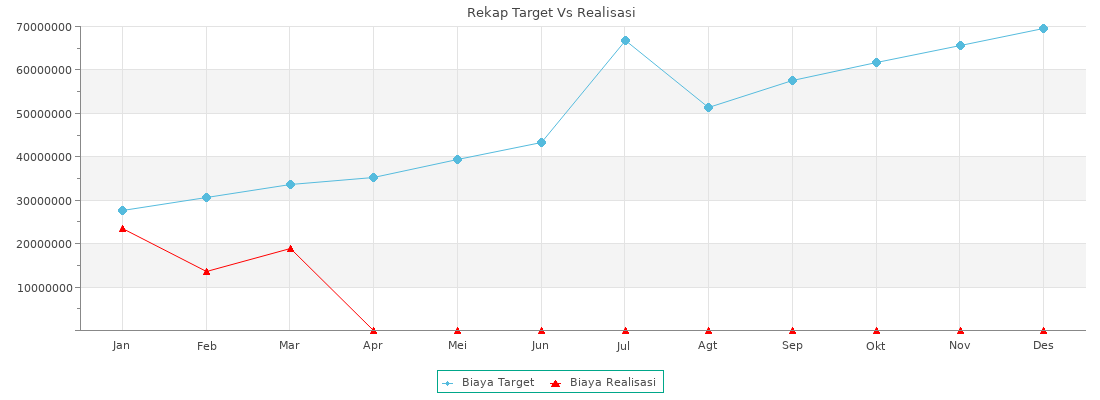 Rekap Target Vs Realisasi
70000000
60000000
50000000
40000000
30000000
20000000
10000000
Jan Feb Mar Apr Mei Jun Jul Agt Sep Okt Nov Des
Biaya Target Biaya Realisasi